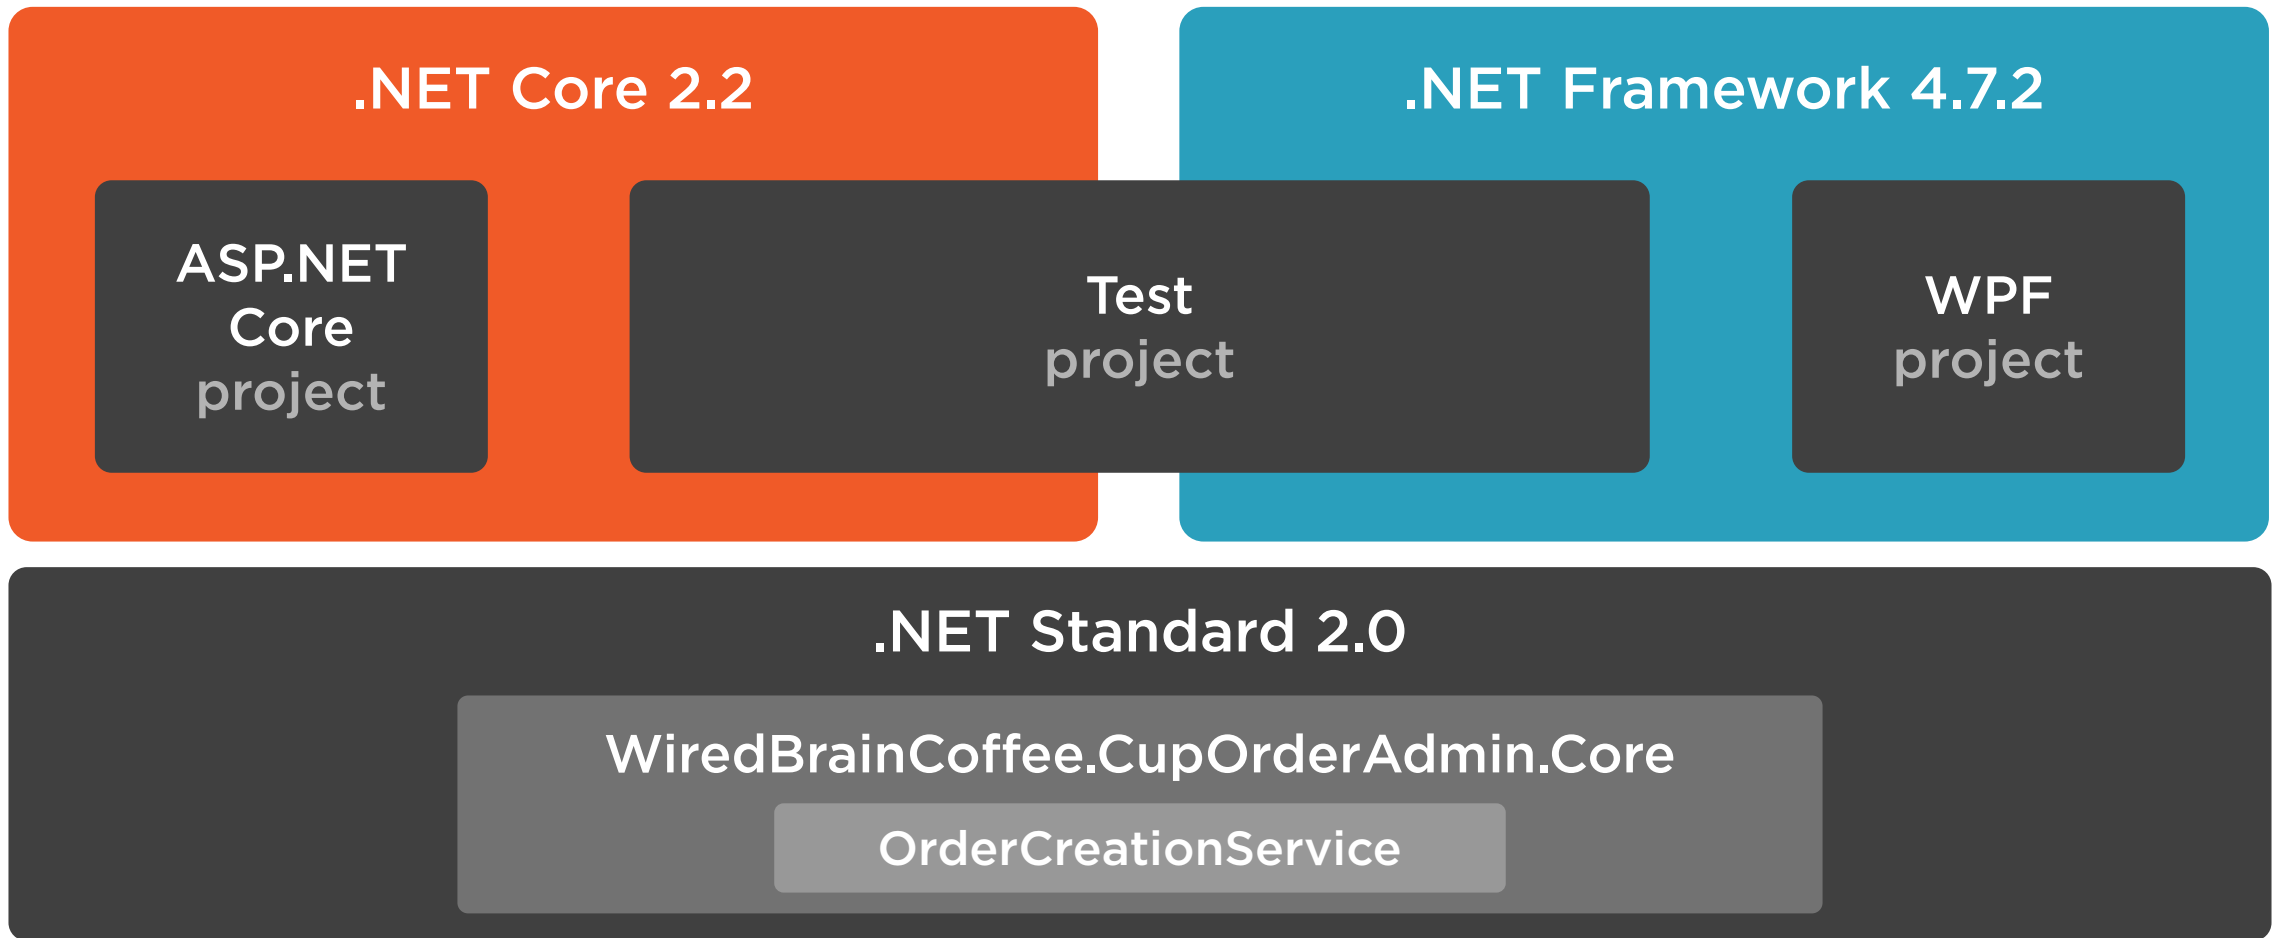 .NET Core 2.2
.NET Framework 4.7.2
ASP.NET
Core
project
Test
project
WPF
project
.NET Standard 2.0
WiredBrainCoffee.CupOrderAdmin.Core
OrderCreationService